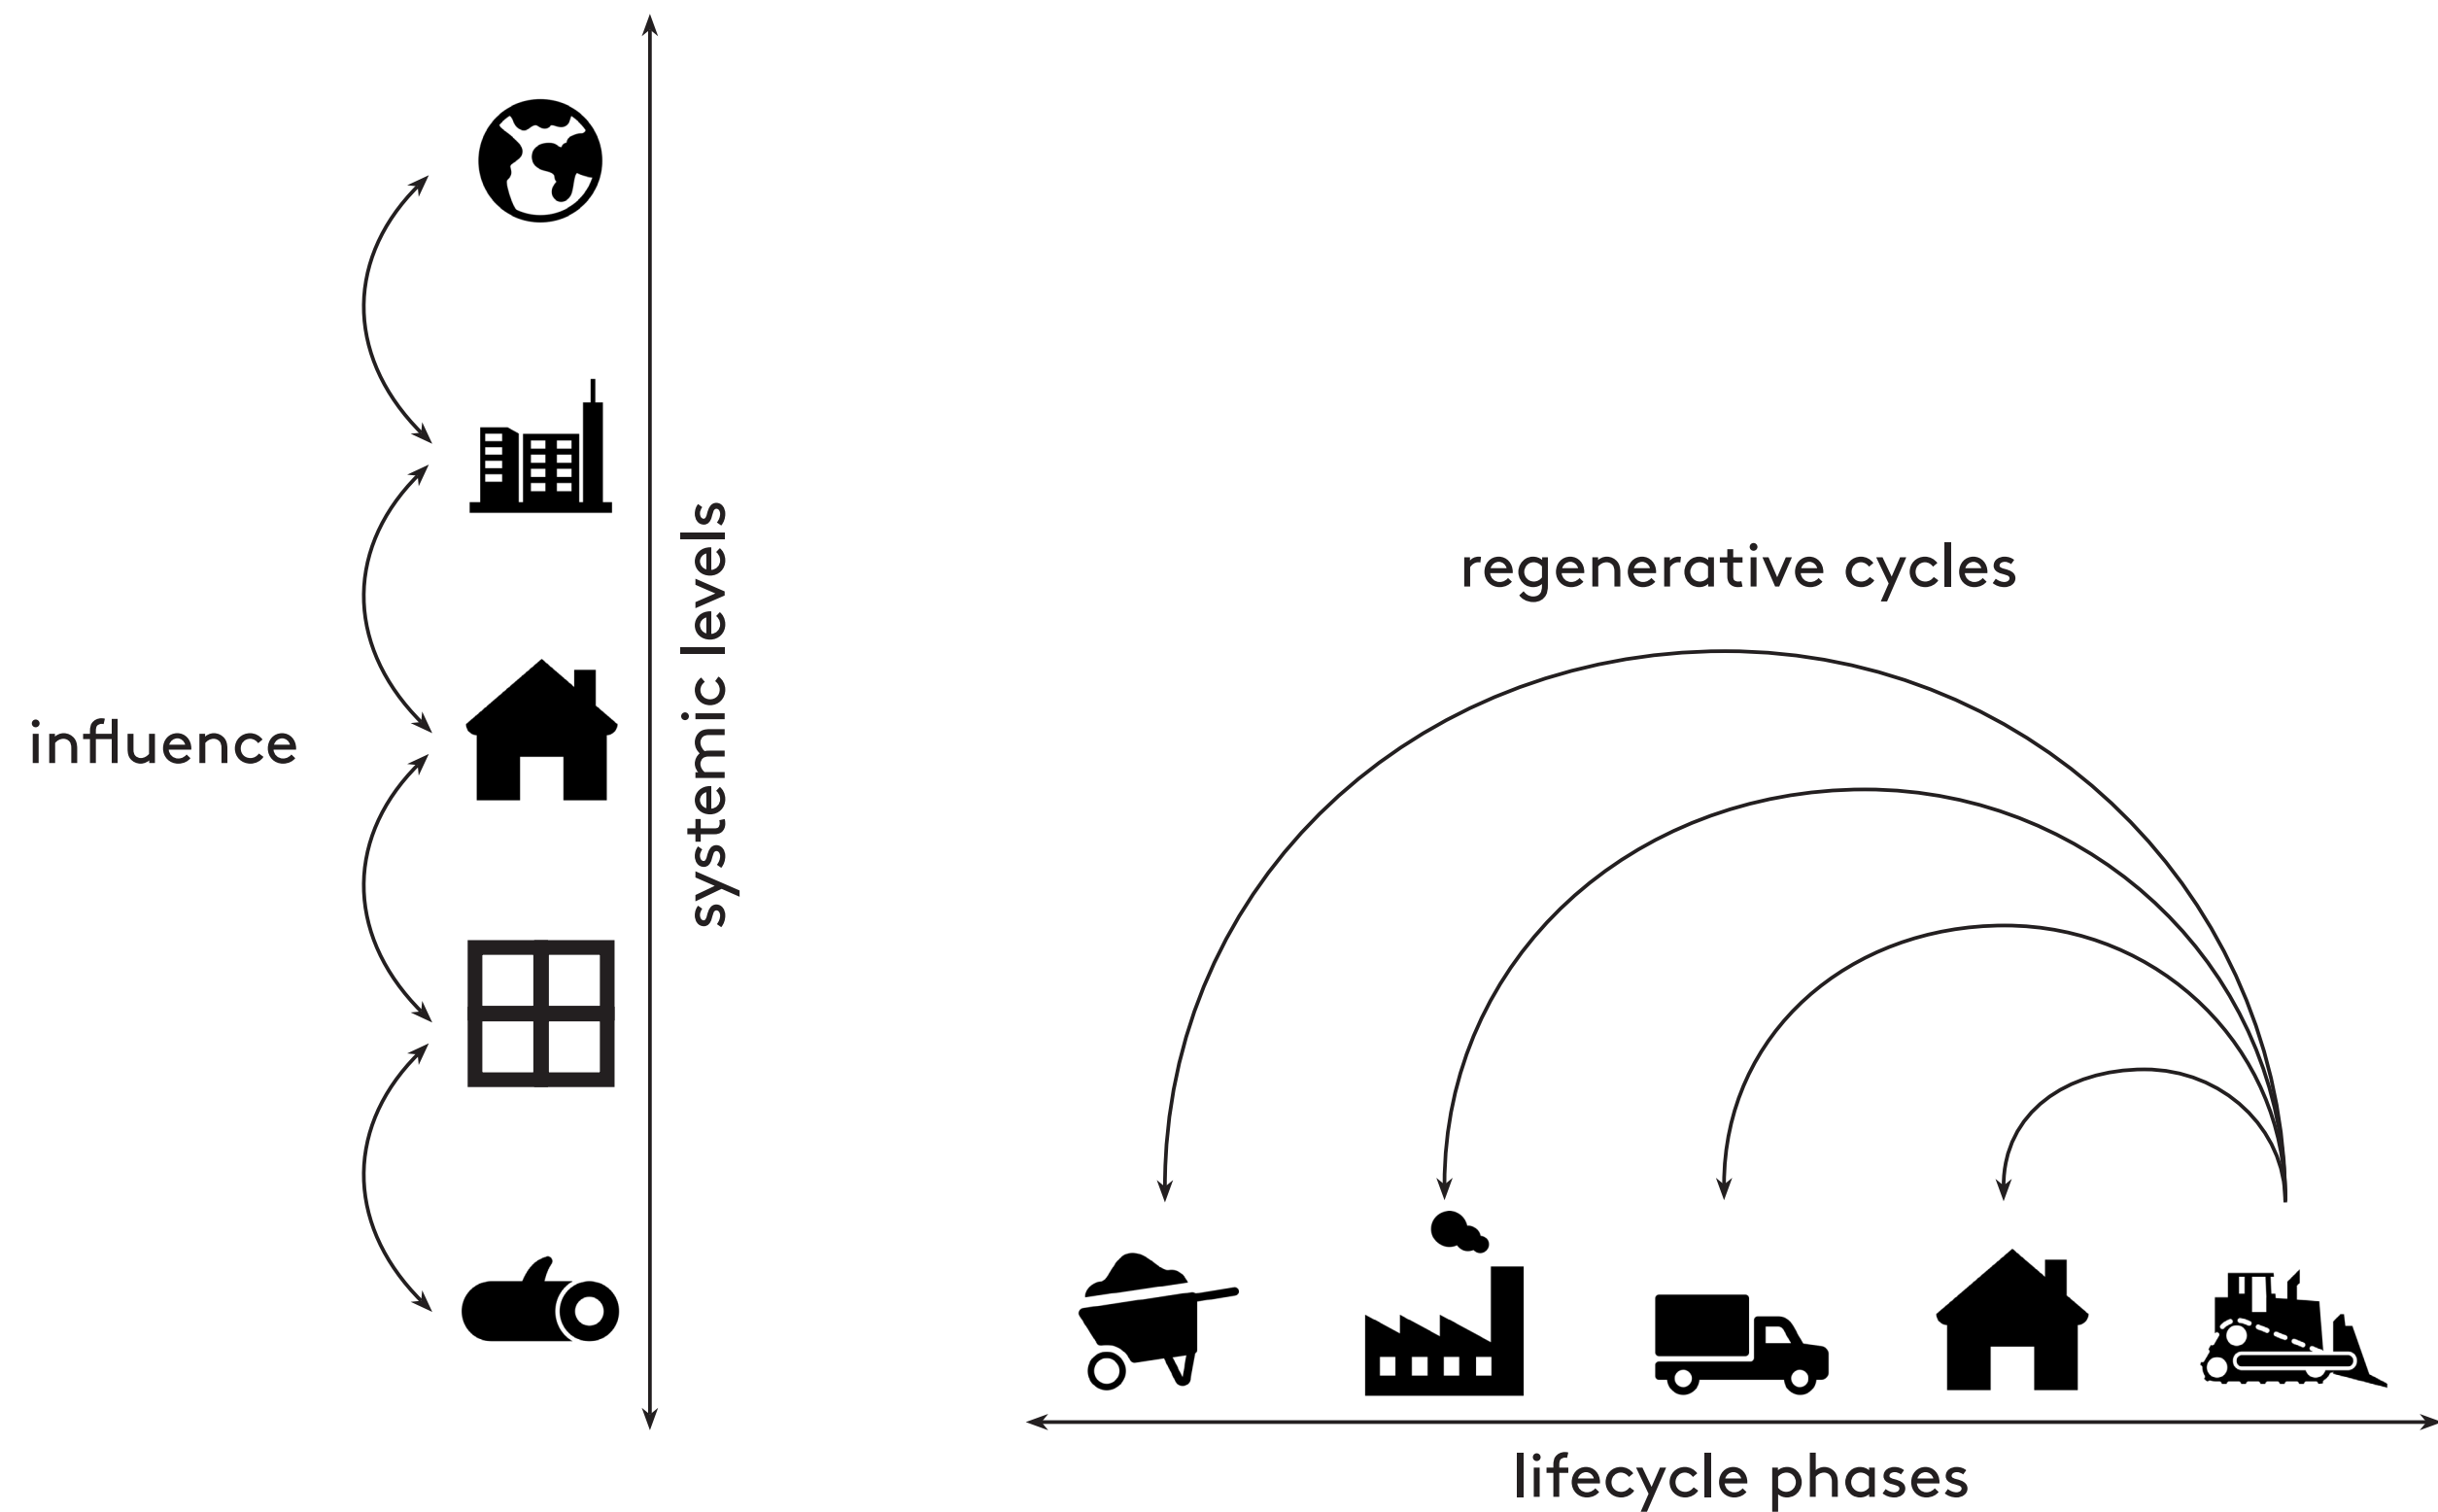 influence
systemic levels
regenerative cycles
lifecycle phases